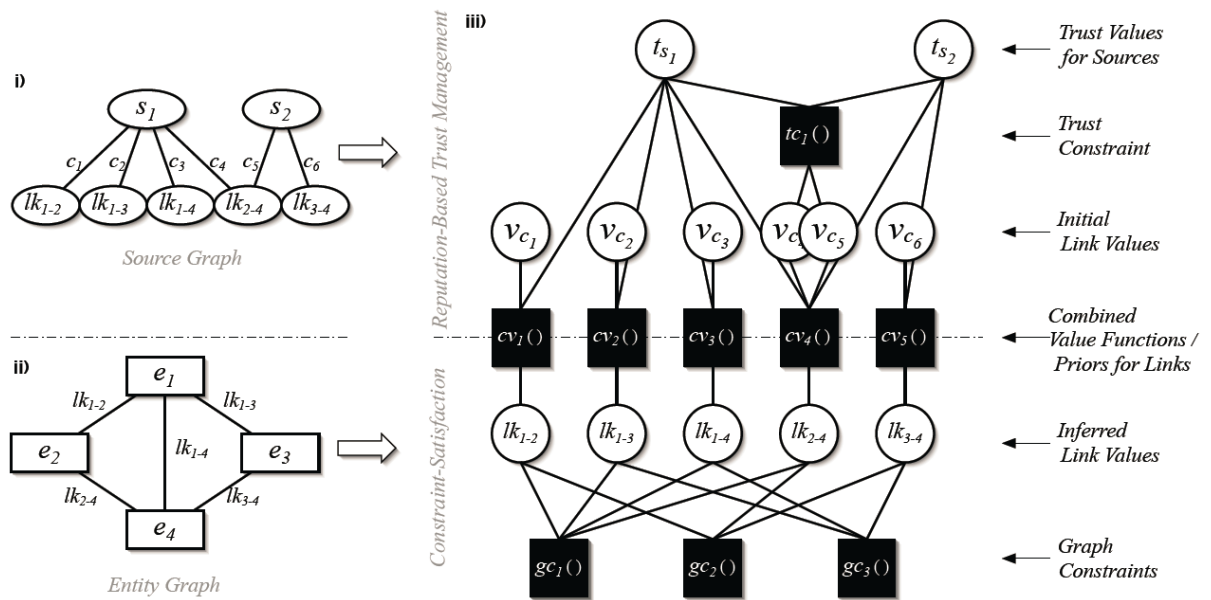 i)
s1
s2
c1 c2 c3 c4 c5 c6
lk1-2 lk1-3 lk1-4 lk2-4 lk3-4
Source Graph
ii)
e1
lk1-2 lk1-3
e2 lk1-4 e3
lk2-4 lk3-4
e4
Entity Graph
iii)
Reputation-Based Trust Management
Constraint-Satisfaction
ts1 ts2
tc1()
vc1 vc2 vc3 vc4 vc5 vc6
cv1() cv2() cv3() cv4() cv5()
lk1-2 lk1-3 lk1-4 lk2-4 lk3-4
gc1() gc2() gc3()
Trust Values
for Sources
Trust
Constraint
Initial
Link Values
Combined
Value Functions /
Priors for Links
Inferred
Link Values
Graph
Constraints